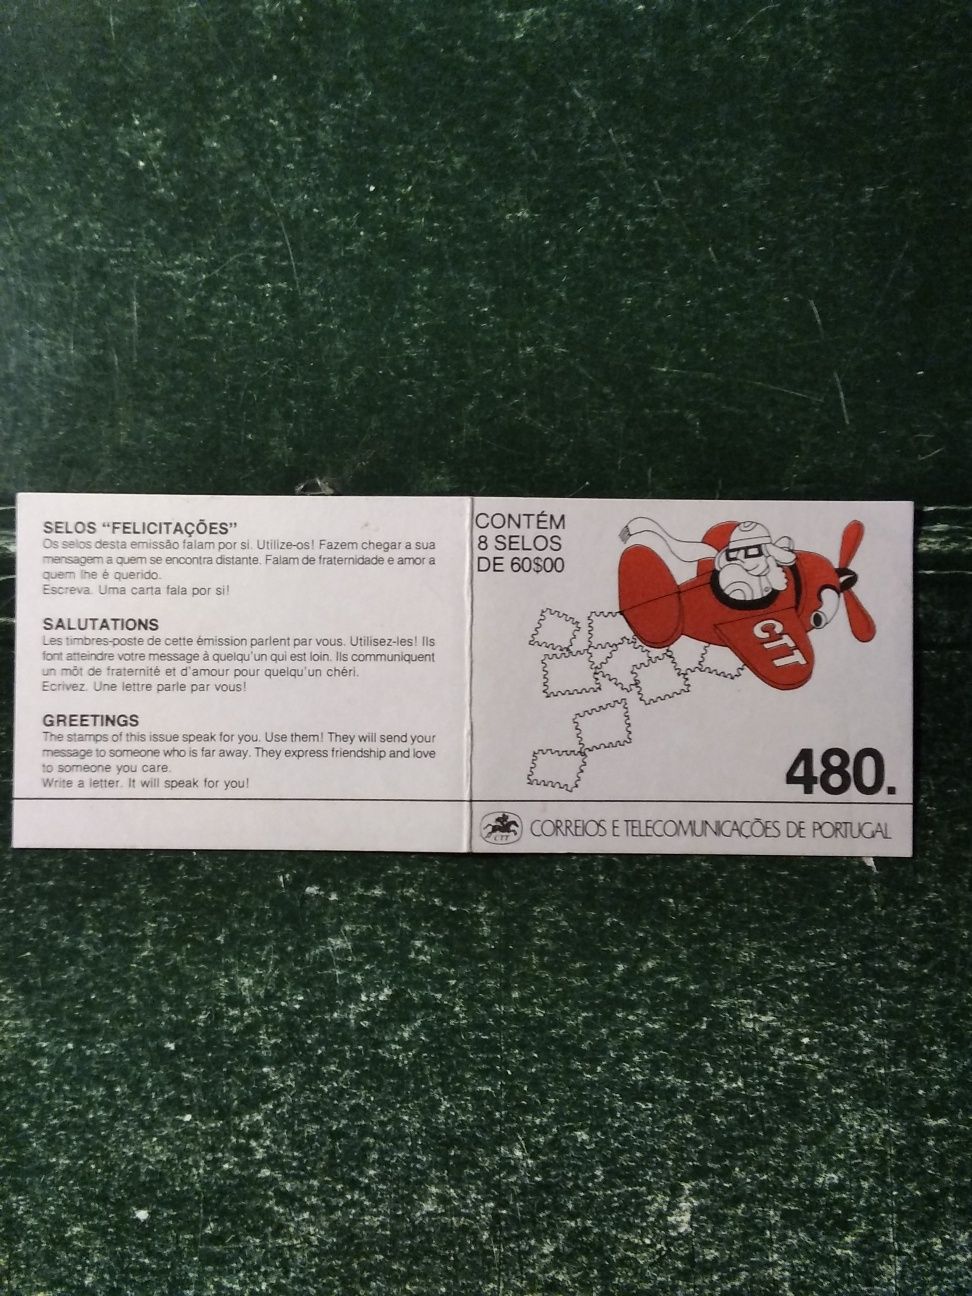 SELOS “FELICITAÇÕES”
Os selos desta emissão falam por si. Utilize-os! Fazem chegar a sua
mensagem a quem se encontra distante. Falam de fraternidade e amor a
quem lhe é querido.
Escreva. Uma carta fala por si!
SALUTATIONS
Les timbres-poste de cette émission parlent par vous. Utilisez-les! Ils
font atteindre votre message à quelqu'un qui est loin. Ils communiquent
un môt de fraternité et d'amour pour quelqu'un chéri.
Ecrivez. Une lettre parle par vous!
GREETINGS
The stamps of this issue speak for you. Use them! They will send your
message to someone who is far away. They express friendship and love
to someone you care.
Write a letter. It will speak for you!
CONTÉM
8 SELOS
DE 60$00
CTT
480.
CTT
CORREIOS E TELECOMUNICAÇÕES DE PORTUGAL